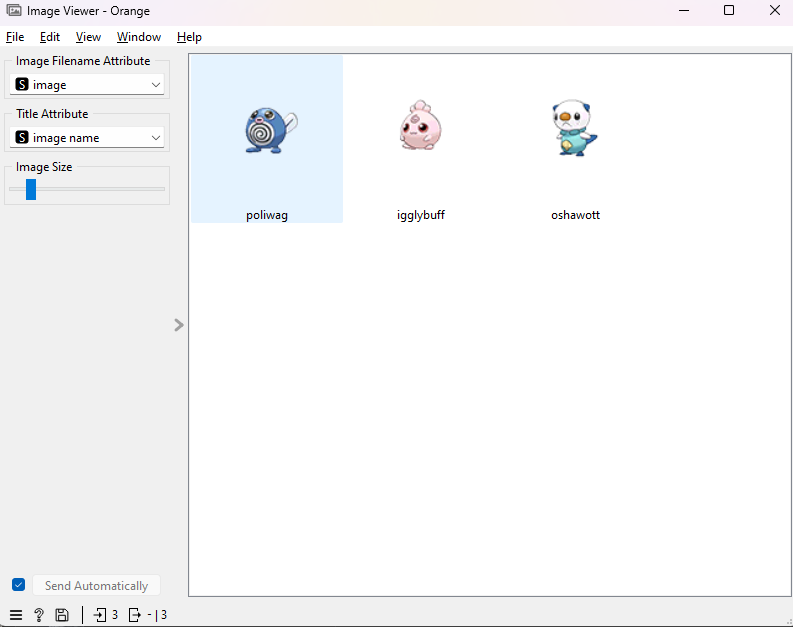 Image Viewer - Orange
File Edit View Window Help
Image Filename Attribute
S image
Title Attribute
S image name
Image Size
poliwag igglybuff oshawott
Send Automatically
? 3 - | 3